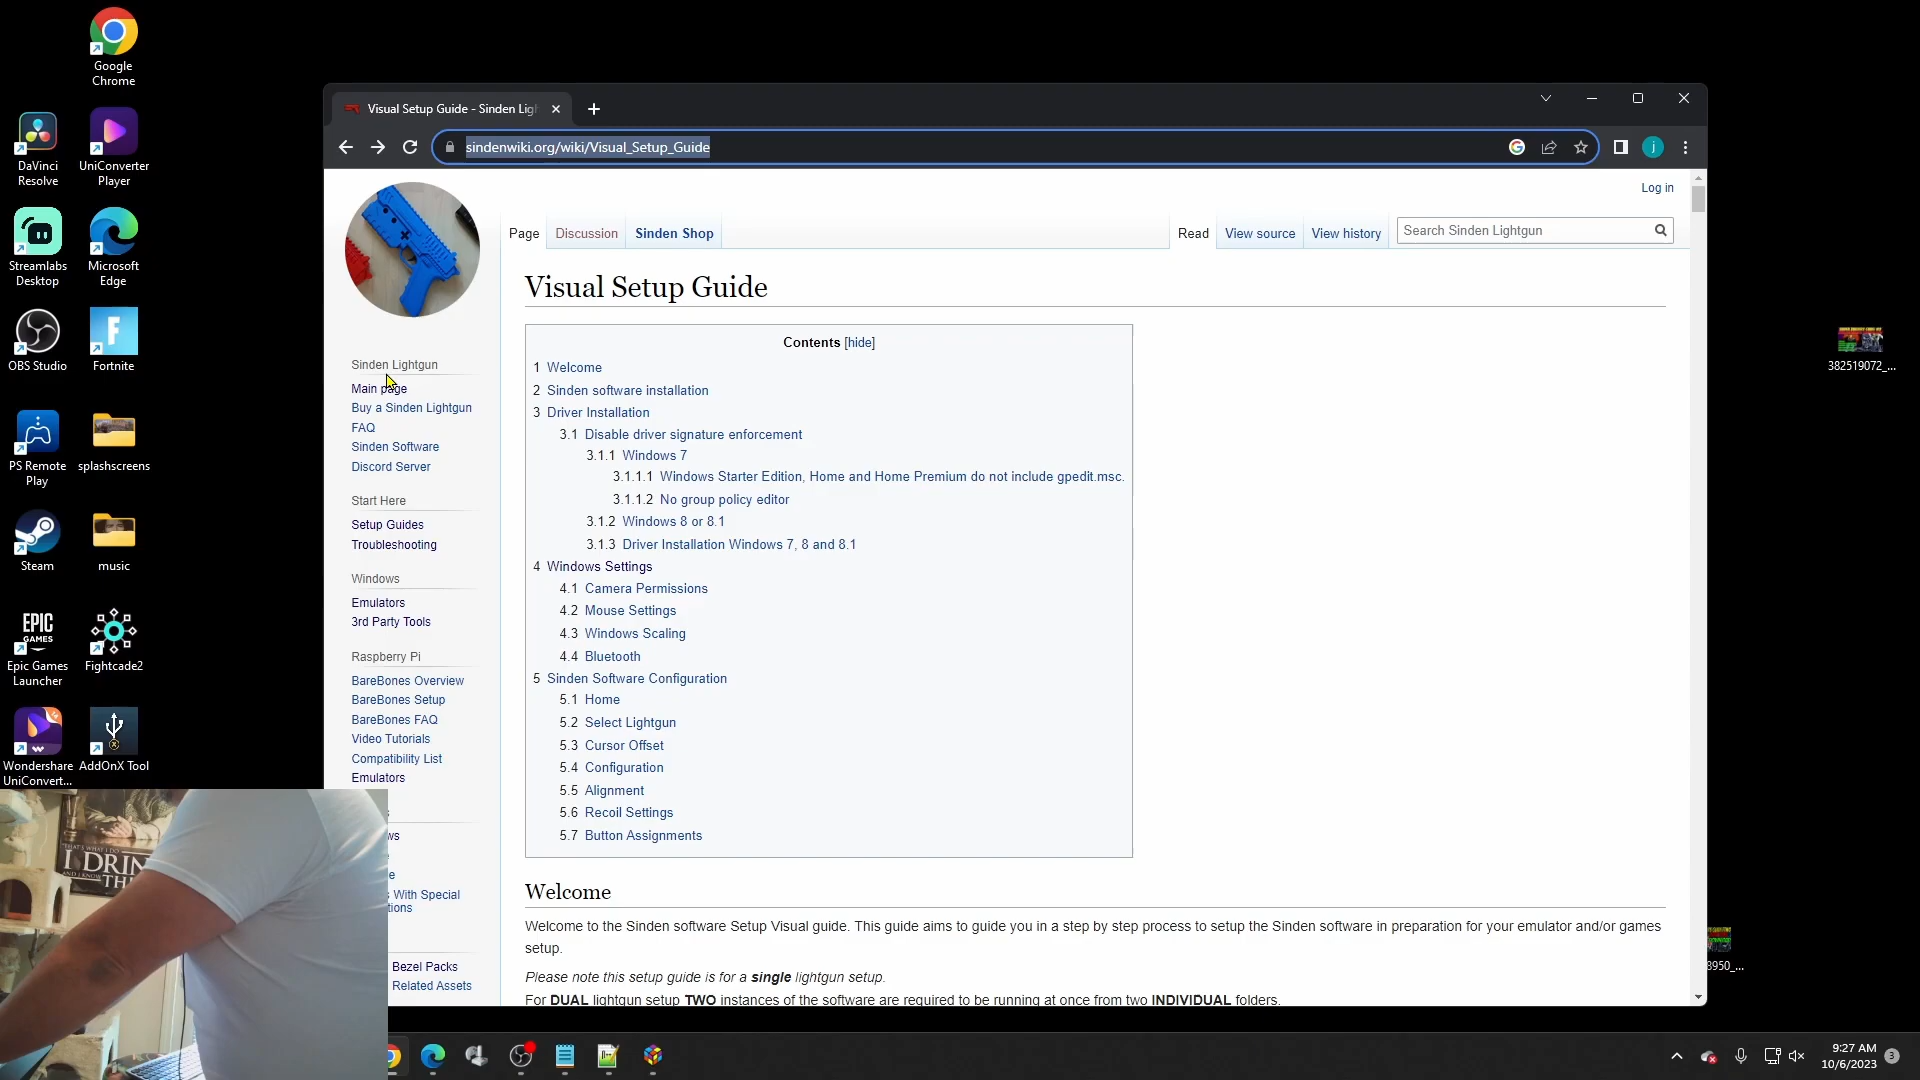 Google
Chrome
DaVinci
Resolve
UniConverter
Player
Streamlabs
Desktop
Microsoft
Edge
OBS Studio
Fortnite
PS Remote
Play
splashscreens
Steam
music
EPIC
GAMES
Epic Games
Launcher
Fightcade2
Wondershare
UniConvert...
AddOnX Tool
Visual Setup Guide - Sinden Lig
sindenwiki.org/wiki/Visual_Setup_Guide
j
Log in
Page
Discussion
Sinden Shop
Read
View source
View history
Search Sinden Lightgun
Sinden Lightgun
Main page
Buy a Sinden Lightgun
FAQ
Sinden Software
Discord Server
Start Here
Setup Guides
Troubleshooting
Windows
Emulators
3rd Party Tools
Raspberry Pi
BareBones Overview
BareBones Setup
BareBones FAQ
Video Tutorials
Compatibility List
Emulators
With Special
Bezel Packs
Related Assets
Visual Setup Guide
Contents [hide]
1 Welcome
2 Sinden software installation
3 Driver Installation
3.1 Disable driver signature enforcement
3.1.1 Windows 7
3.1.1.1 Windows Starter Edition, Home and Home Premium do not include gpedit.msc.
3.1.1.2 No group policy editor
3.1.2 Windows 8 or 8.1
3.1.3 Driver Installation Windows 7, 8 and 8.1
4 Windows Settings
4.1 Camera Permissions
4.2 Mouse Settings
4.3 Windows Scaling
4.4 Bluetooth
5 Sinden Software Configuration
5.1 Home
5.2 Select Lightgun
5.3 Cursor Offset
5.4 Configuration
5.5 Alignment
5.6 Recoil Settings
5.7 Button Assignments
Welcome
Welcome to the Sinden software Setup Visual guide. This guide aims to guide you in a step by step process to setup the Sinden software in preparation for your emulator and/or games
setup.
Please note this setup guide is for a single lightgun setup.
For DUAL lightgun setup TWO instances of the software are required to be running at once from two INDIVIDUAL folders.
382519072_...
8950_...
THAT'S WHAT I DO
I DRIN
AND I KNOW
TH
9:27 AM
10/6/2023
3